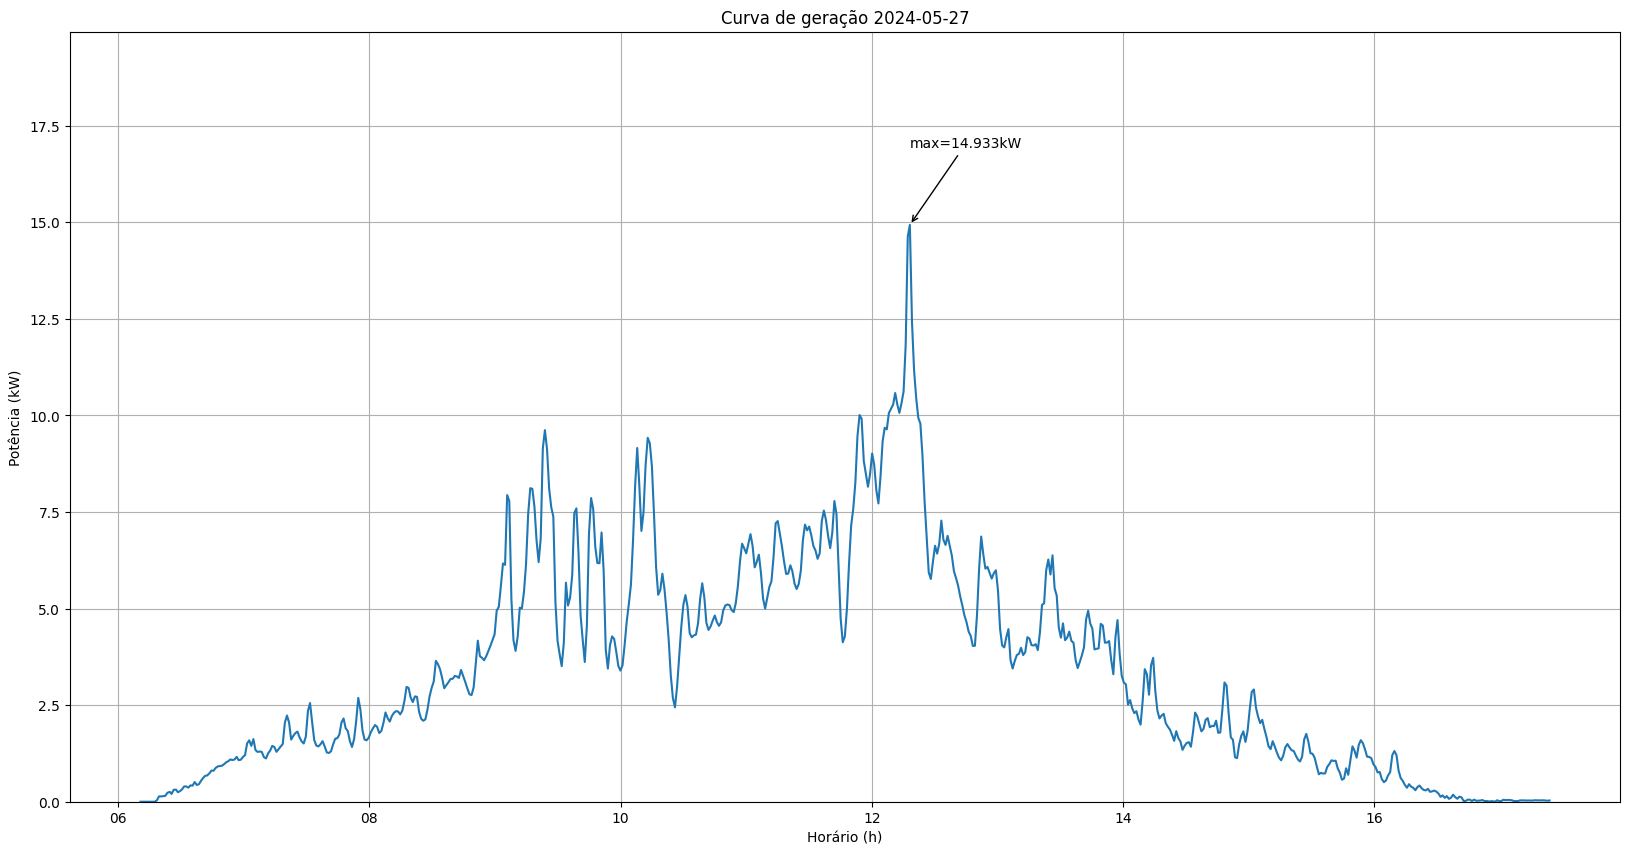 Curva de geração 2024-05-27
17.5
15.0
12.5
10.0
7.5
5.0
2.5
0.0
Potência (kW)
max=14.933kW
06 08 10 12 14 16
Horário (h)